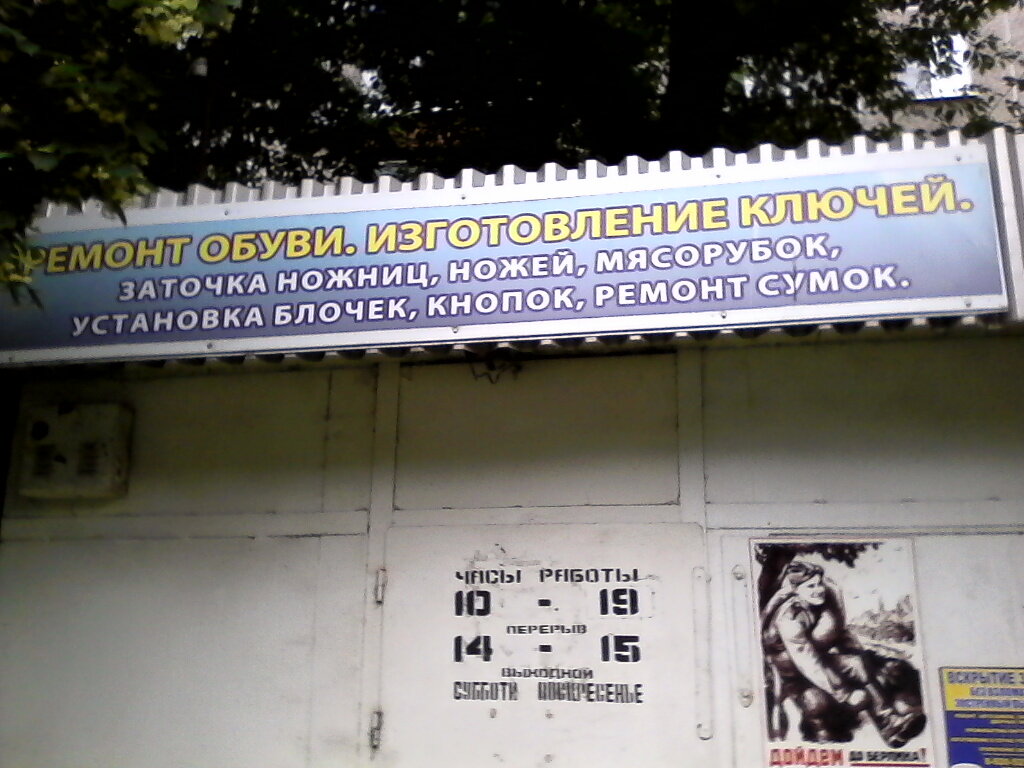 РЕМОНТ ОБУВИ. ИЗГОТОВЛЕНИЕ КЛЮЧЕЙ.
ЗАТОЧКА НОЖНИЦ, НОЖЕЙ, МЯСОРУБОК,
УСТАНОВКА БЛОЧЕК, КНОПОК, РЕМОНТ СУМОК.
ЧАСЫ РАБОТЫ
10 - 19
ПЕРЕРЫВ
14 - 15
ВЫХОДНОЙ
СУББОТА ВОСКРЕСЕНЬЕ
ДОЙДЕМ ДО БЕРЛИНА!
ВСКРЫТИЕ